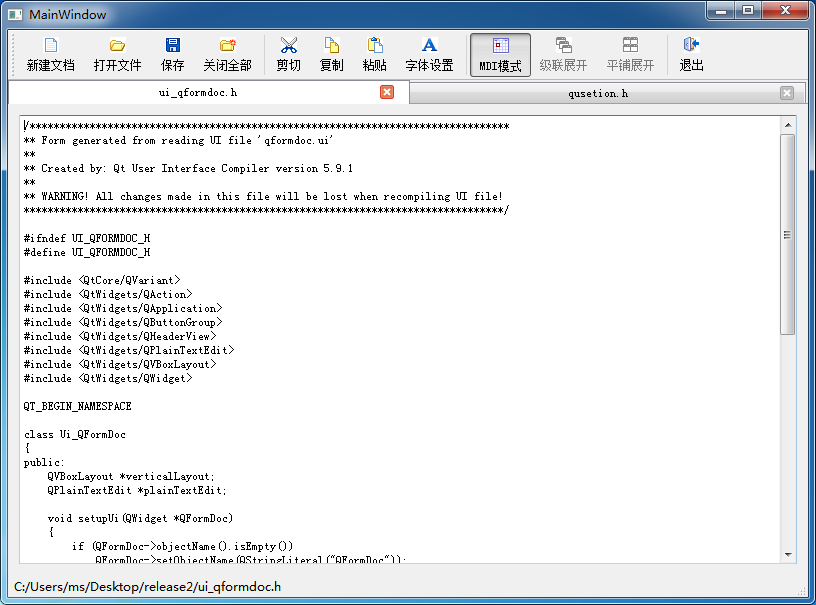 MainWindow
新建文档 打开文件 保存 关闭全部 剪切 复制 粘贴 字体设置 MDI模式 级联展开 平铺展开 退出
ui_qformdoc.h qusetion.h
/********************************************************************************
** Form generated from reading UI file 'qformdoc.ui'
**
** Created by: Qt User Interface Compiler version 5.9.1
**
** WARNING! All changes made in this file will be lost when recompiling UI file!
********************************************************************************/
#ifndef UI_QFORMDOC_H
#define UI_QFORMDOC_H
#include <QtCore/QVariant>
#include <QtWidgets/QAction>
#include <QtWidgets/QApplication>
#include <QtWidgets/QButtonGroup>
#include <QtWidgets/QHeaderView>
#include <QtWidgets/QPlainTextEdit>
#include <QtWidgets/QVBoxLayout>
#include <QtWidgets/QWidget>
QT_BEGIN_NAMESPACE
class Ui_QFormDoc
{
public:
    QVBoxLayout *verticalLayout;
    QPlainTextEdit *plainTextEdit;
    void setupUi(QWidget *QFormDoc)
    {
        if (QFormDoc->objectName().isEmpty())
            QFormDoc->setObjectName(QStringLiteral("QFormDoc"));
C:/Users/ms/Desktop/release2/ui_qformdoc.h